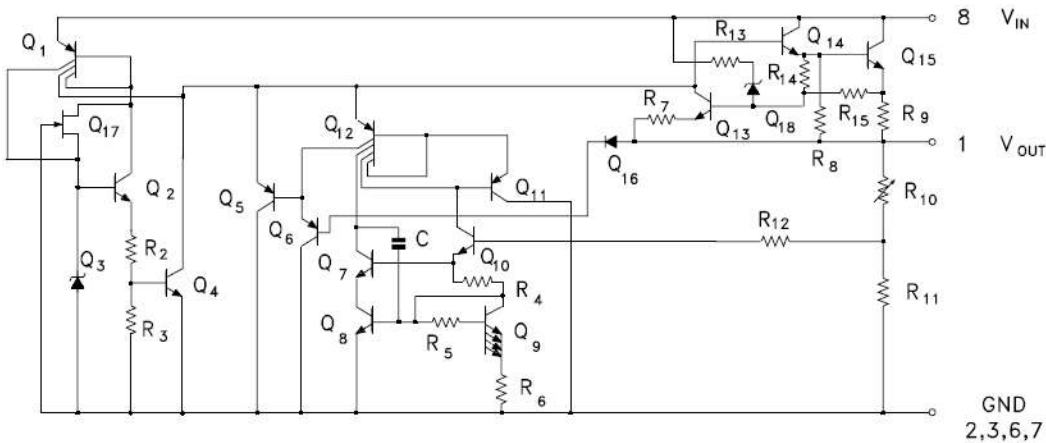 8 V_IN
Q1
R13
Q14
Q15
R14
R7
R15
R9
Q17
Q12
Q13
Q18
R8
1 V_OUT
Q16
Q2
Q5
Q11
R10
Q6
C
R12
R2
Q3
Q7
Q10
Q4
R4
R11
R3
Q8
R5
Q9
R6
GND
2,3,6,7